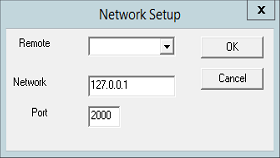 Network Setup
x
Remote
OK
Network 127.0.0.1
Cancel
Port 2000